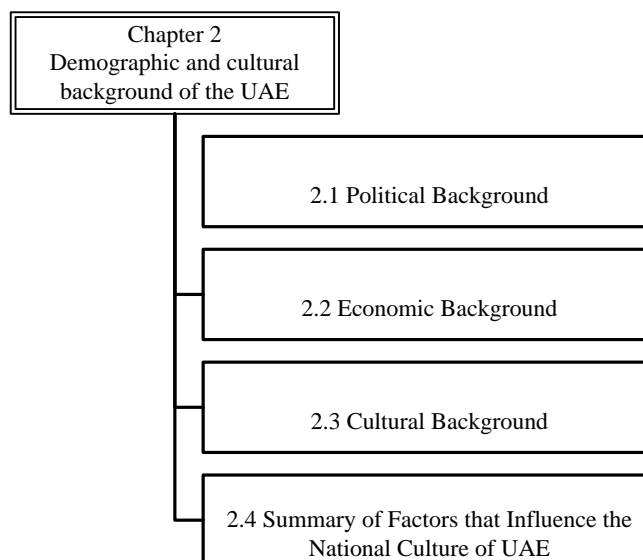 Chapter 2
Demographic and cultural
background of the UAE
2.1 Political Background
2.2 Economic Background
2.3 Cultural Background
2.4 Summary of Factors that Influence the
National Culture of UAE